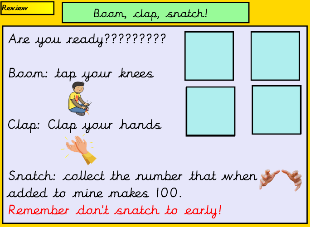 Review
Boom, clap, snatch!
Are you ready?????????
Boom: tap your knees
Clap: Clap your hands
Snatch: collect the number that when
added to mine makes 100.
Remember don't snatch to early!